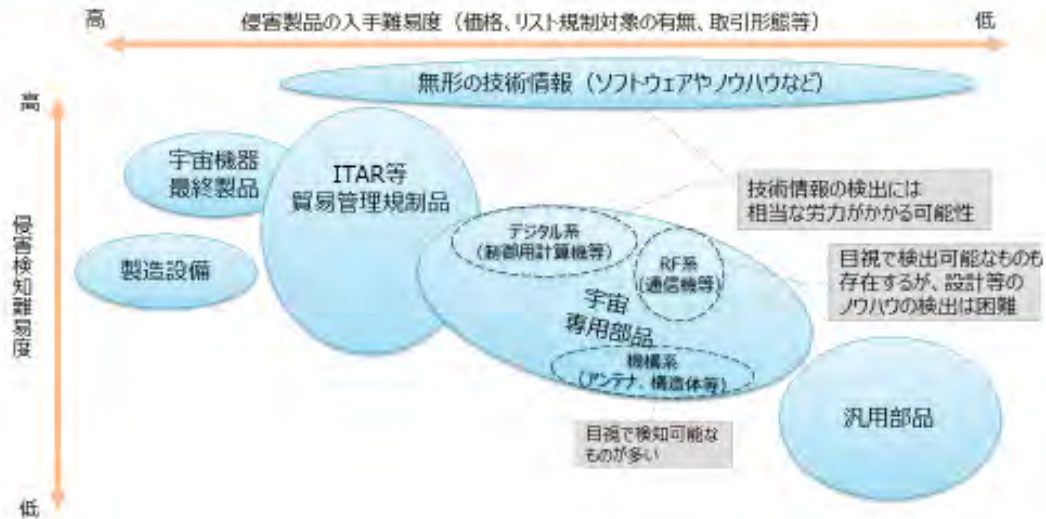 高
侵害製品の入手難易度（価格、リスト規制対象の有無、取引形態等）
低
高
侵害検知難易度
低
無形の技術情報（ソフトウェアやノウハウなど）
宇宙機器
最終製品
ITAR等
貿易管理規制品
製造設備
デジタル系
（制御用計算機等）
RF系
（通信機等）
宇宙
専用部品
機構系
（アンテナ、構造体等）
汎用部品
技術情報の検出には
相当な労力がかかる可能性
目視で検出可能なものも
存在するが、設計等の
ノウハウの検出は困難
目視で検知可能な
ものが多い